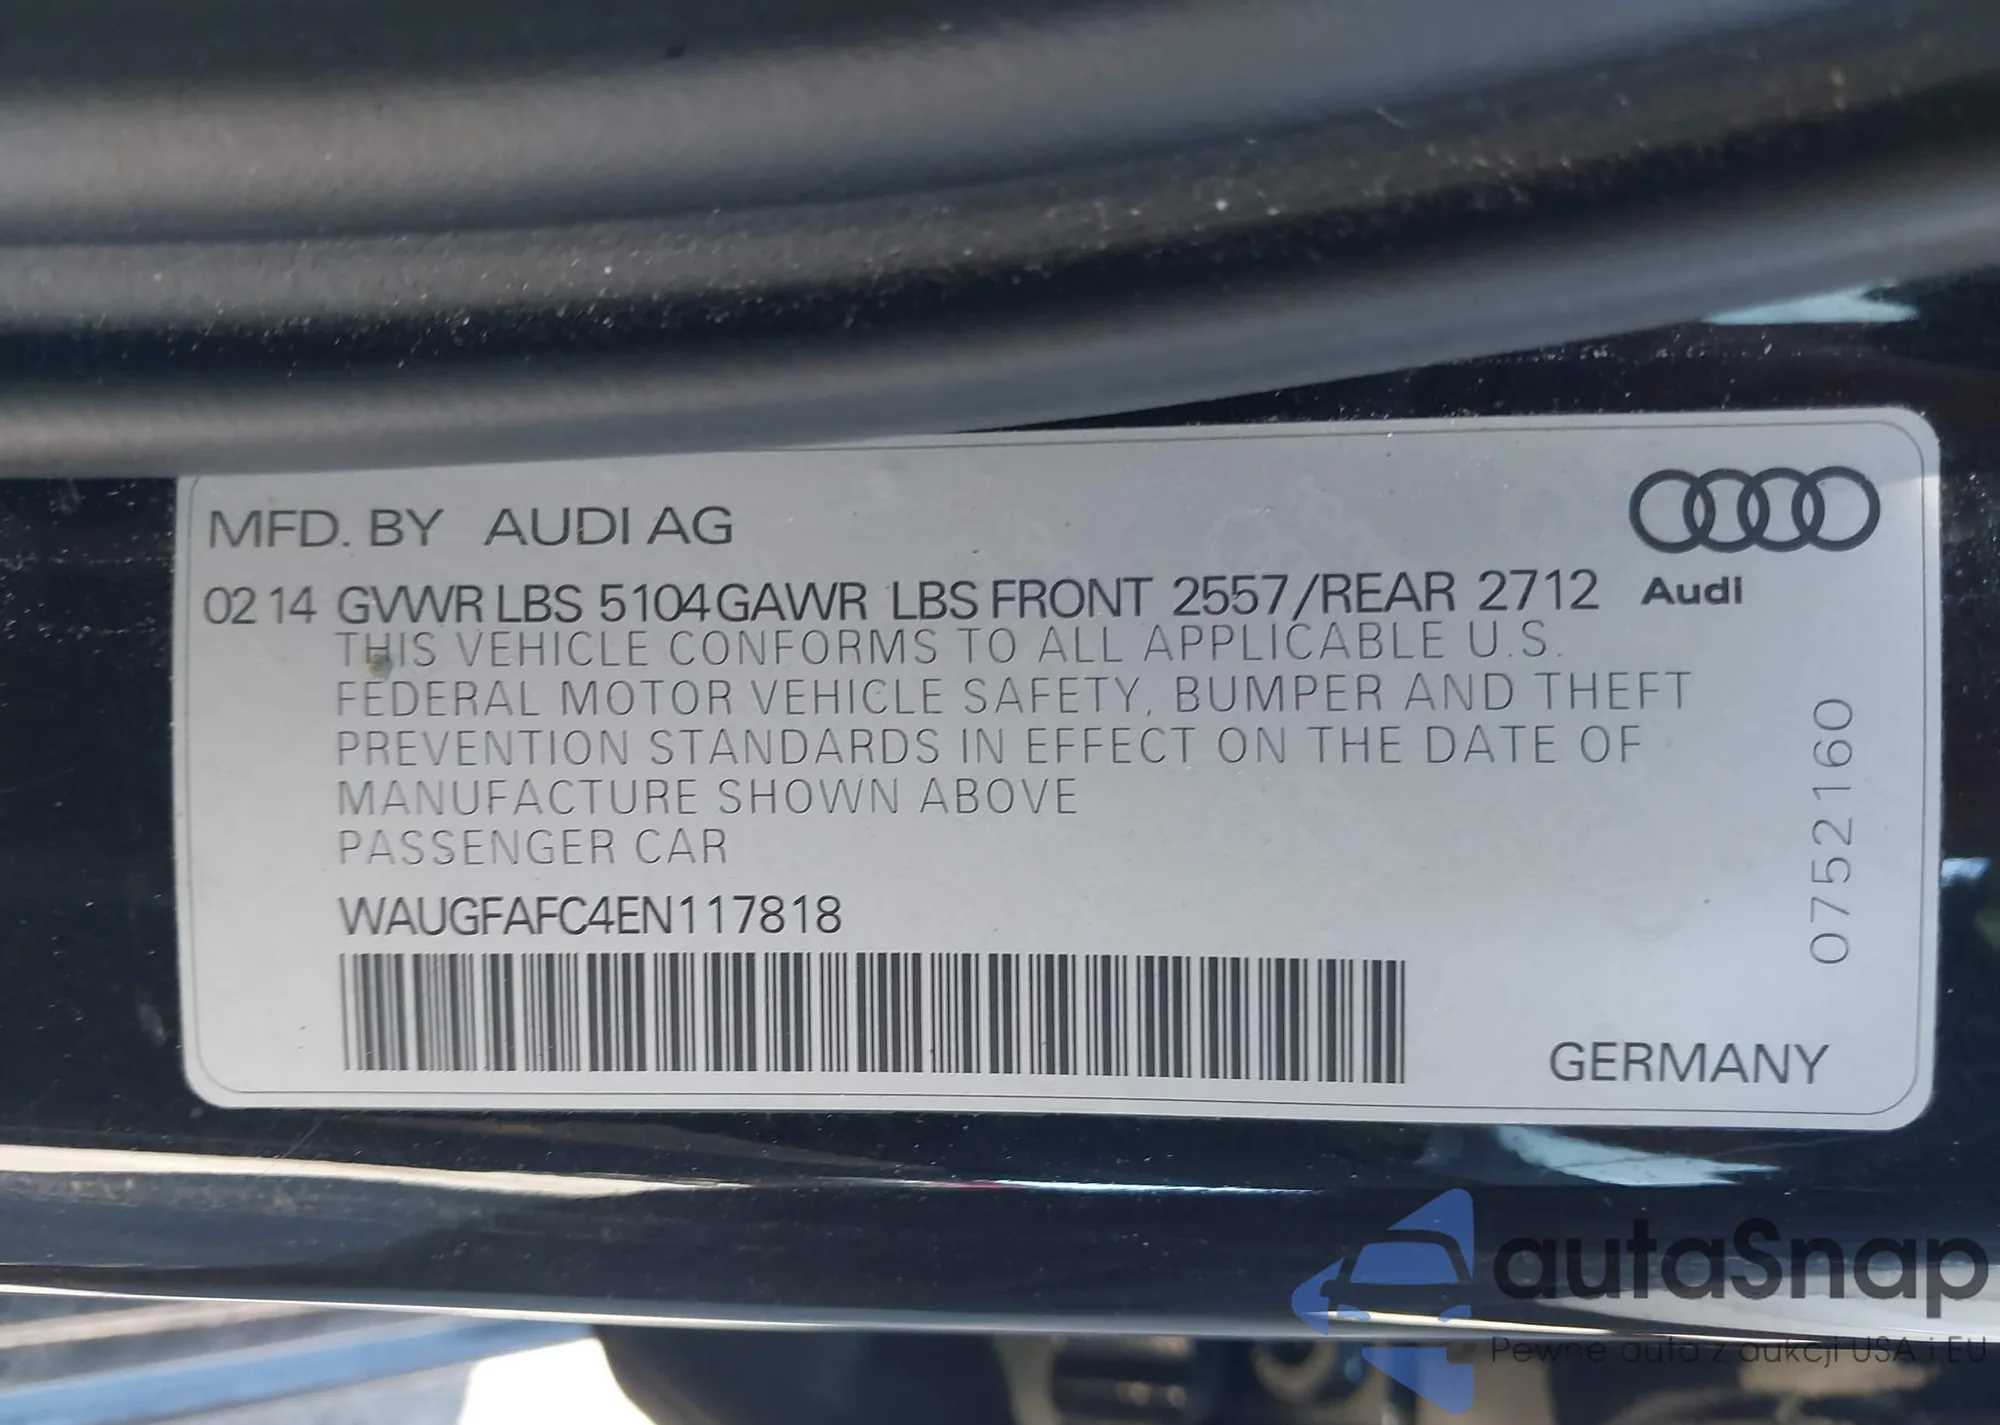 MFD. BY AUDI AG
02 14 GVWR LBS 5104 GAWR LBS FRONT 2557/REAR 2712 Audi
THIS VEHICLE CONFORMS TO ALL APPLICABLE U.S.
FEDERAL MOTOR VEHICLE SAFETY, BUMPER AND THEFT
PREVENTION STANDARDS IN EFFECT ON THE DATE OF
MANUFACTURE SHOWN ABOVE
PASSENGER CAR
WAUGFAFC4EN117818
0752160
GERMANY
autaSnap
Pewne auta z aukcji USA i EU